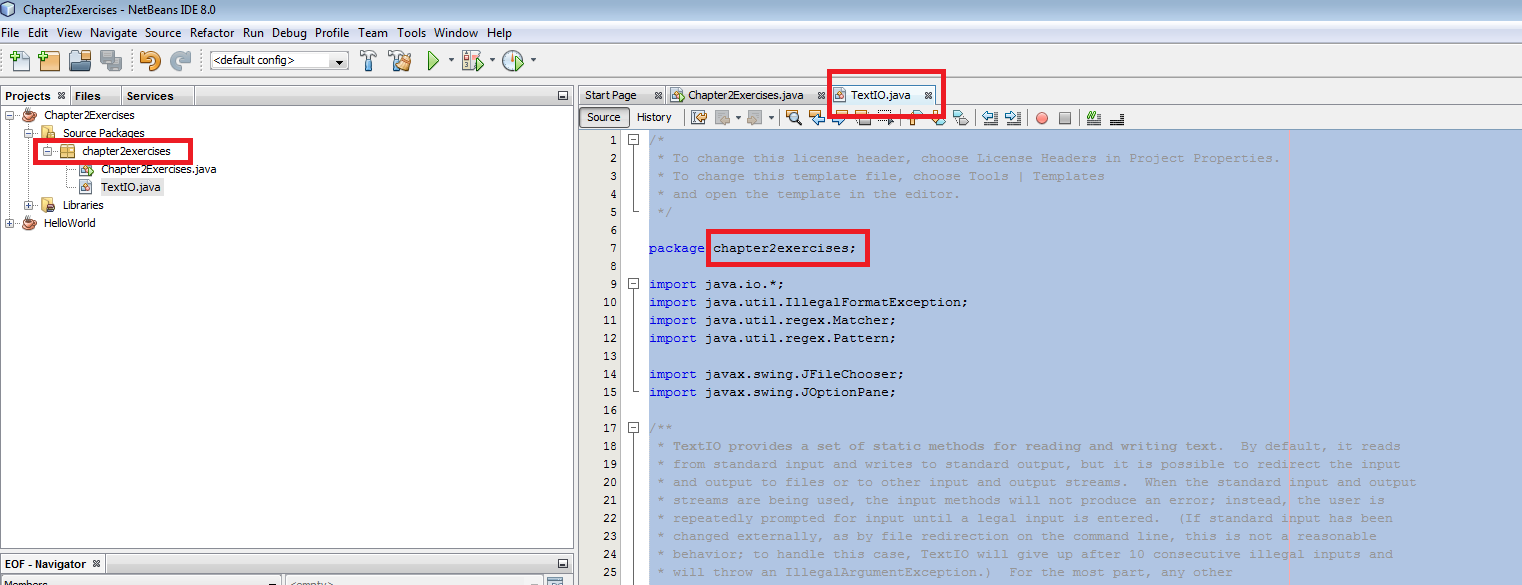 Chapter2Exercises - NetBeans IDE 8.0
File Edit View Navigate Source Refactor Run Debug Profile Team Tools Window Help
<default config>
Projects Files Services
Chapter2Exercises
Source Packages
chapter2exercises
Chapter2Exercises.java
TextIO.java
Libraries
HelloWorld
EOF - Navigator
Members
<empty>
Start Page Chapter2Exercises.java TextIO.java
Source History
1 /*
2 * To change this license header, choose License Headers in Project Properties.
3 * To change this template file, choose Tools | Templates
4 * and open the template in the editor.
5 */
6
7 package chapter2exercises;
8
9 import java.io.*;
10 import java.util.IllegalFormatException;
11 import java.util.regex.Matcher;
12 import java.util.regex.Pattern;
13
14 import javax.swing.JFileChooser;
15 import javax.swing.JOptionPane;
16
17 /**
18 * TextIO provides a set of static methods for reading and writing text.  By default, it reads
19 * from standard input and writes to standard output, but it is possible to redirect the input
20 * and output to files or to other input and output streams.  When the standard input and output
21 * streams are being used, the input methods will not produce an error; instead, the user is
22 * repeatedly prompted for input until a legal input is entered.  (If standard input has been
23 * changed externally, as by file redirection on the command line, this is not a reasonable
24 * behavior; to handle this case, TextIO will give up after 10 consecutive illegal inputs and
25 * will throw an IllegalArgumentException.)  For the most part, any other